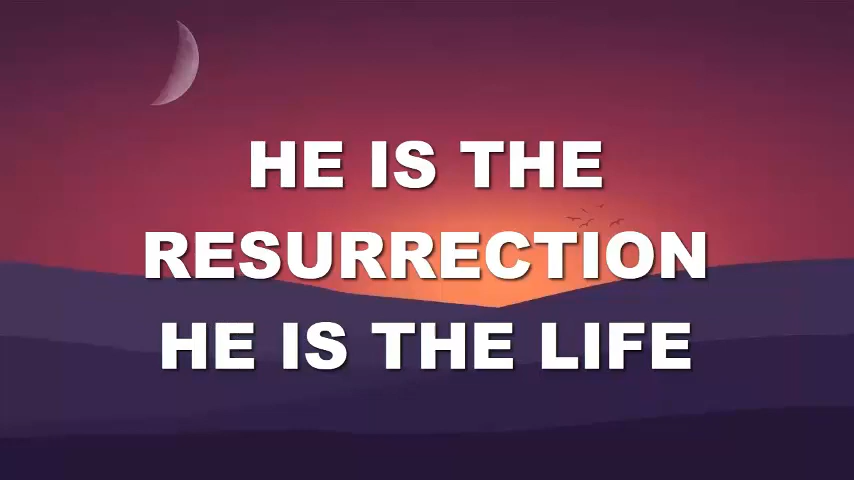 HE IS THE
RESURRECTION
HE IS THE LIFE